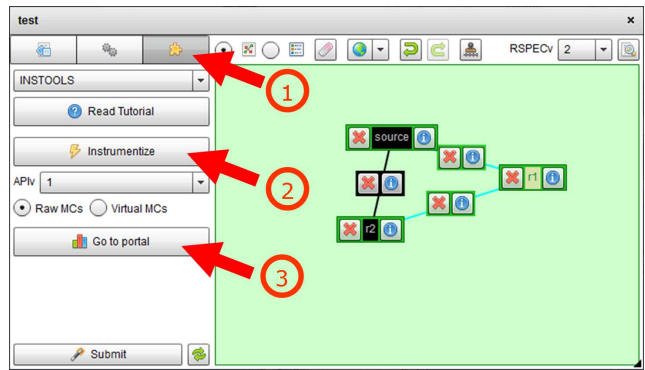 test
×
RSPECv 2
INSTOOLS
Read Tutorial
Instrumentize
APIv 1
Raw MCs Virtual MCs
Go to portal
Submit
1
2
3
source
r1
r2